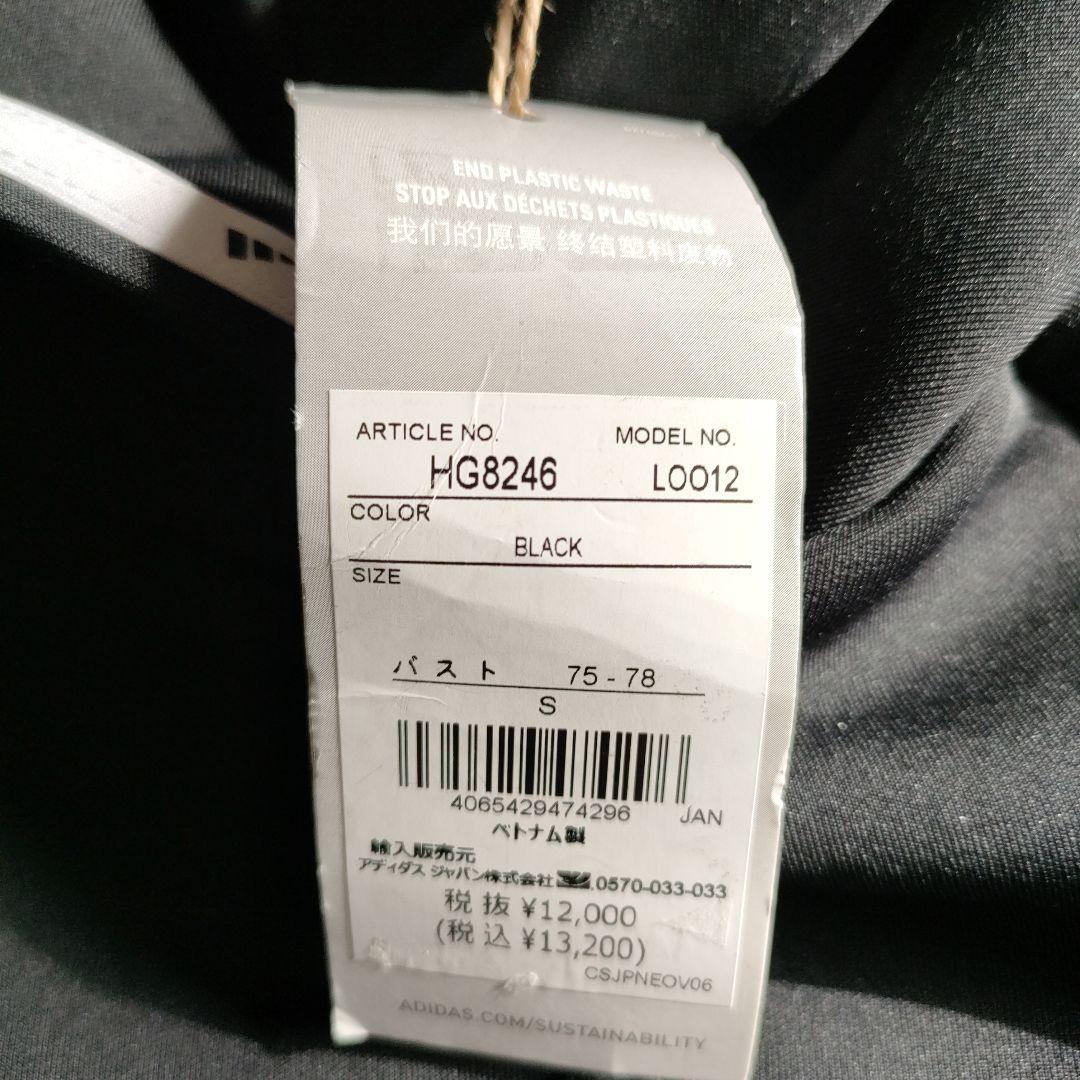 END PLASTIC WASTE
STOP AUX DÉCHETS PLASTIQUES
我们的愿景 终结塑料废物
ARTICLE NO. MODEL NO.
HG8246 LOO12
COLOR
BLACK
SIZE
バスト 75 - 78
S
4065429474296 JAN
ベトナム製
輸入販売元
アディダス ジャパン株式会社 .0570-033-033
税抜 ¥12,000
(税込 ¥13,200)
CSJPNEOV06
ADIDAS.COM/SUSTAINABILITY